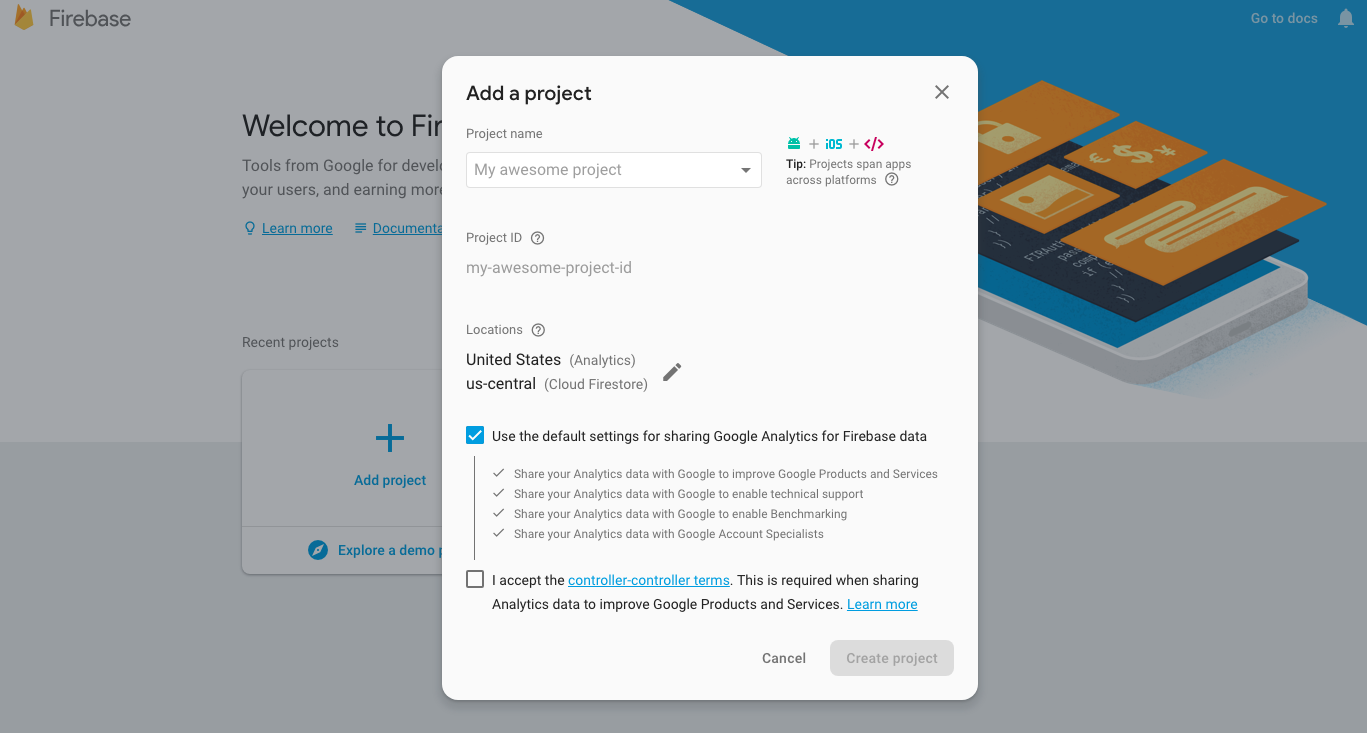 Firebase
Go to docs
Welcome to Fir
Tools from Google for develo
your users, and earning more
Learn more
Documenta
Recent projects
Add project
Explore a demo p
Add a project
Project name
My awesome project
+ iOS + </>
Tip: Projects span apps
across platforms
Project ID
my-awesome-project-id
Locations
United States (Analytics)
us-central (Cloud Firestore)
Use the default settings for sharing Google Analytics for Firebase data
Share your Analytics data with Google to improve Google Products and Services
Share your Analytics data with Google to enable technical support
Share your Analytics data with Google to enable Benchmarking
Share your Analytics data with Google Account Specialists
I accept the controller-controller terms. This is required when sharing
Analytics data to improve Google Products and Services. Learn more
Cancel
Create project